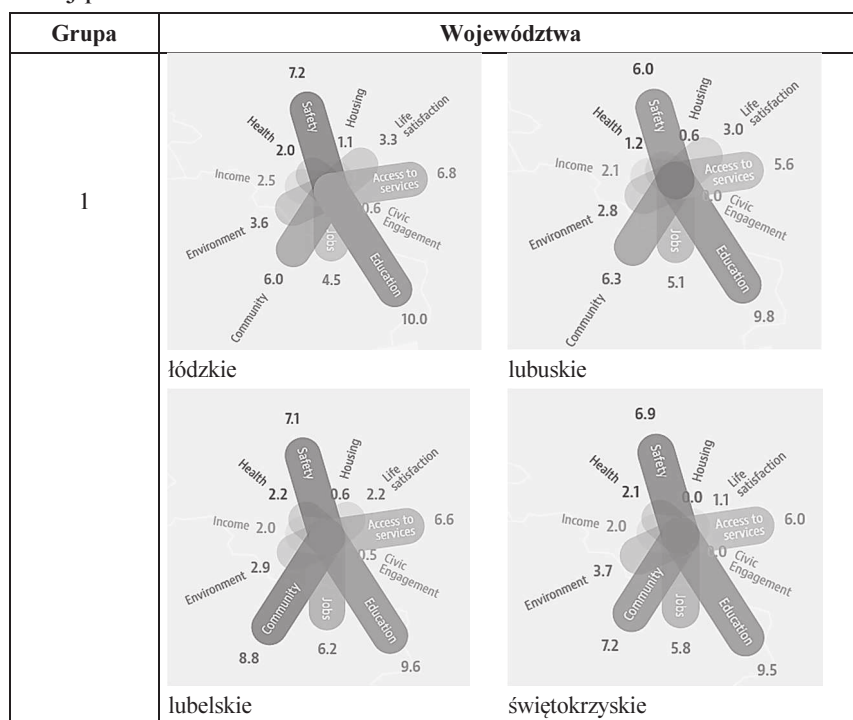 Grupa
Województwa
1
7.2
Safety
Housing
1.1
Life
satisfaction
3.3
Health
2.0
Access to
services
6.8
Income 2.5
0.6
Civic
Engagement
Environment
3.6
Jobs
Education
6.0
4.5
Community
10.0
łódzkie
6.0
Safety
Housing
0.6
Life
satisfaction
3.0
Health
1.2
Access to
services
5.6
Income 2.1
0.0
Civic
Engagement
Environment
2.8
Jobs
Education
6.3
5.1
Community
9.8
lubuskie
7.1
Safety
Housing
0.6
Life
satisfaction
2.2
Health
2.2
Access to
services
6.6
Income 2.0
0.5
Civic
Engagement
Environment
2.9
Community
Jobs
Education
8.8
6.2
9.6
lubelskie
6.9
Safety
Housing
0.0
Life
satisfaction
1.1
Health
2.1
Access to
services
6.0
Income 2.0
0.0
Civic
Engagement
Environment
3.7
Community
Jobs
Education
7.2
5.8
9.5
świętokrzyskie